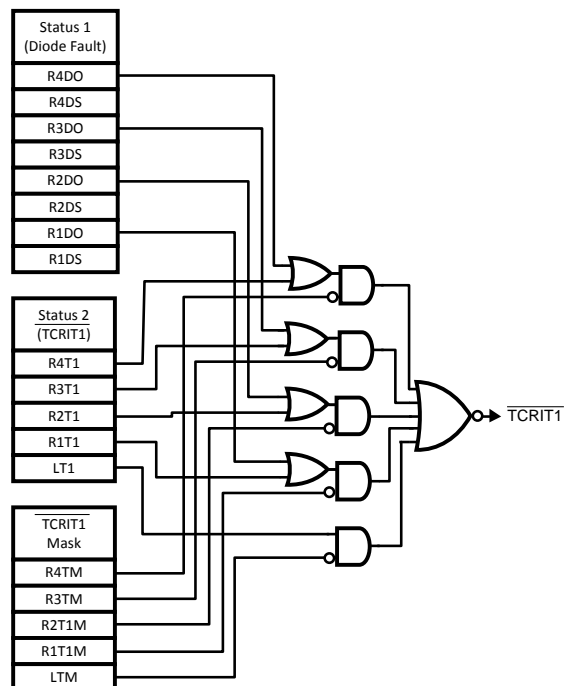 Status 1
(Diode Fault)
R4DO
R4DS
R3DO
R3DS
R2DO
R2DS
R1DO
R1DS
Status 2
(TCRIT1)
R4T1
R3T1
R2T1
R1T1
LT1
TCRIT1
Mask
R4TM
R3TM
R2T1M
R1T1M
LTM
TCRIT1